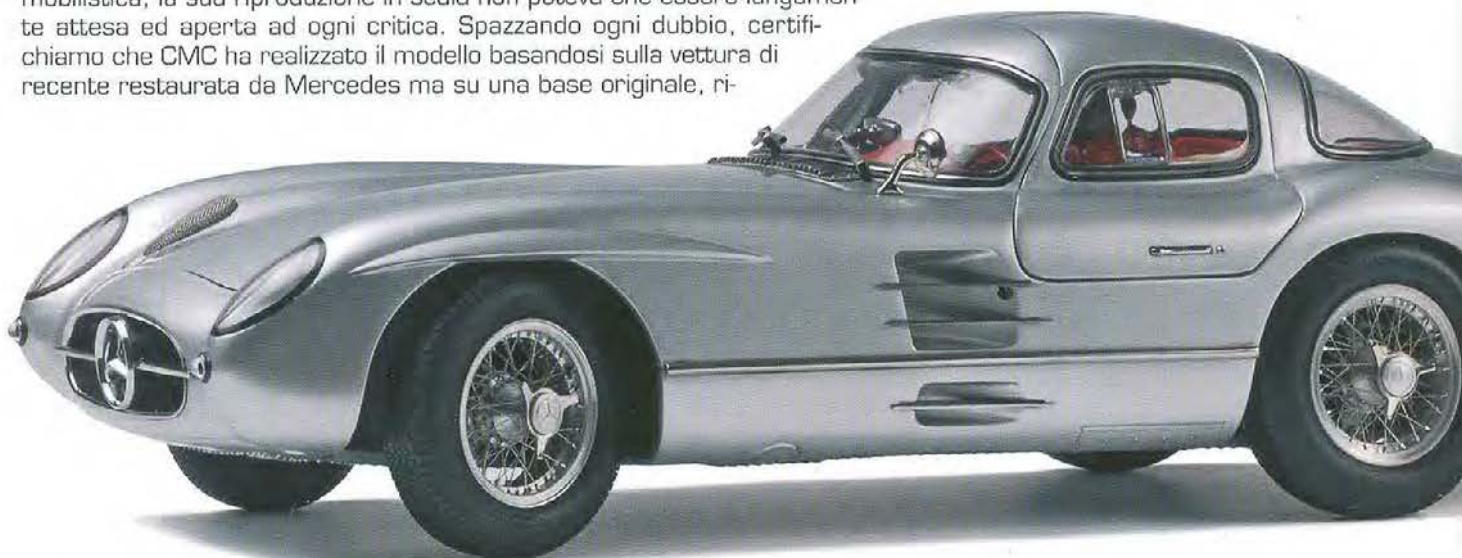 mobilistica, la sua riproduzione in scala non poteva che essere lungamen-
te attesa ed aperta ad ogni critica. Spazzando ogni dubbio, certifi-
chiamo che CMC ha realizzato il modello basandosi sulla vettura di
recente restaurata da Mercedes ma su una base originale, ri-